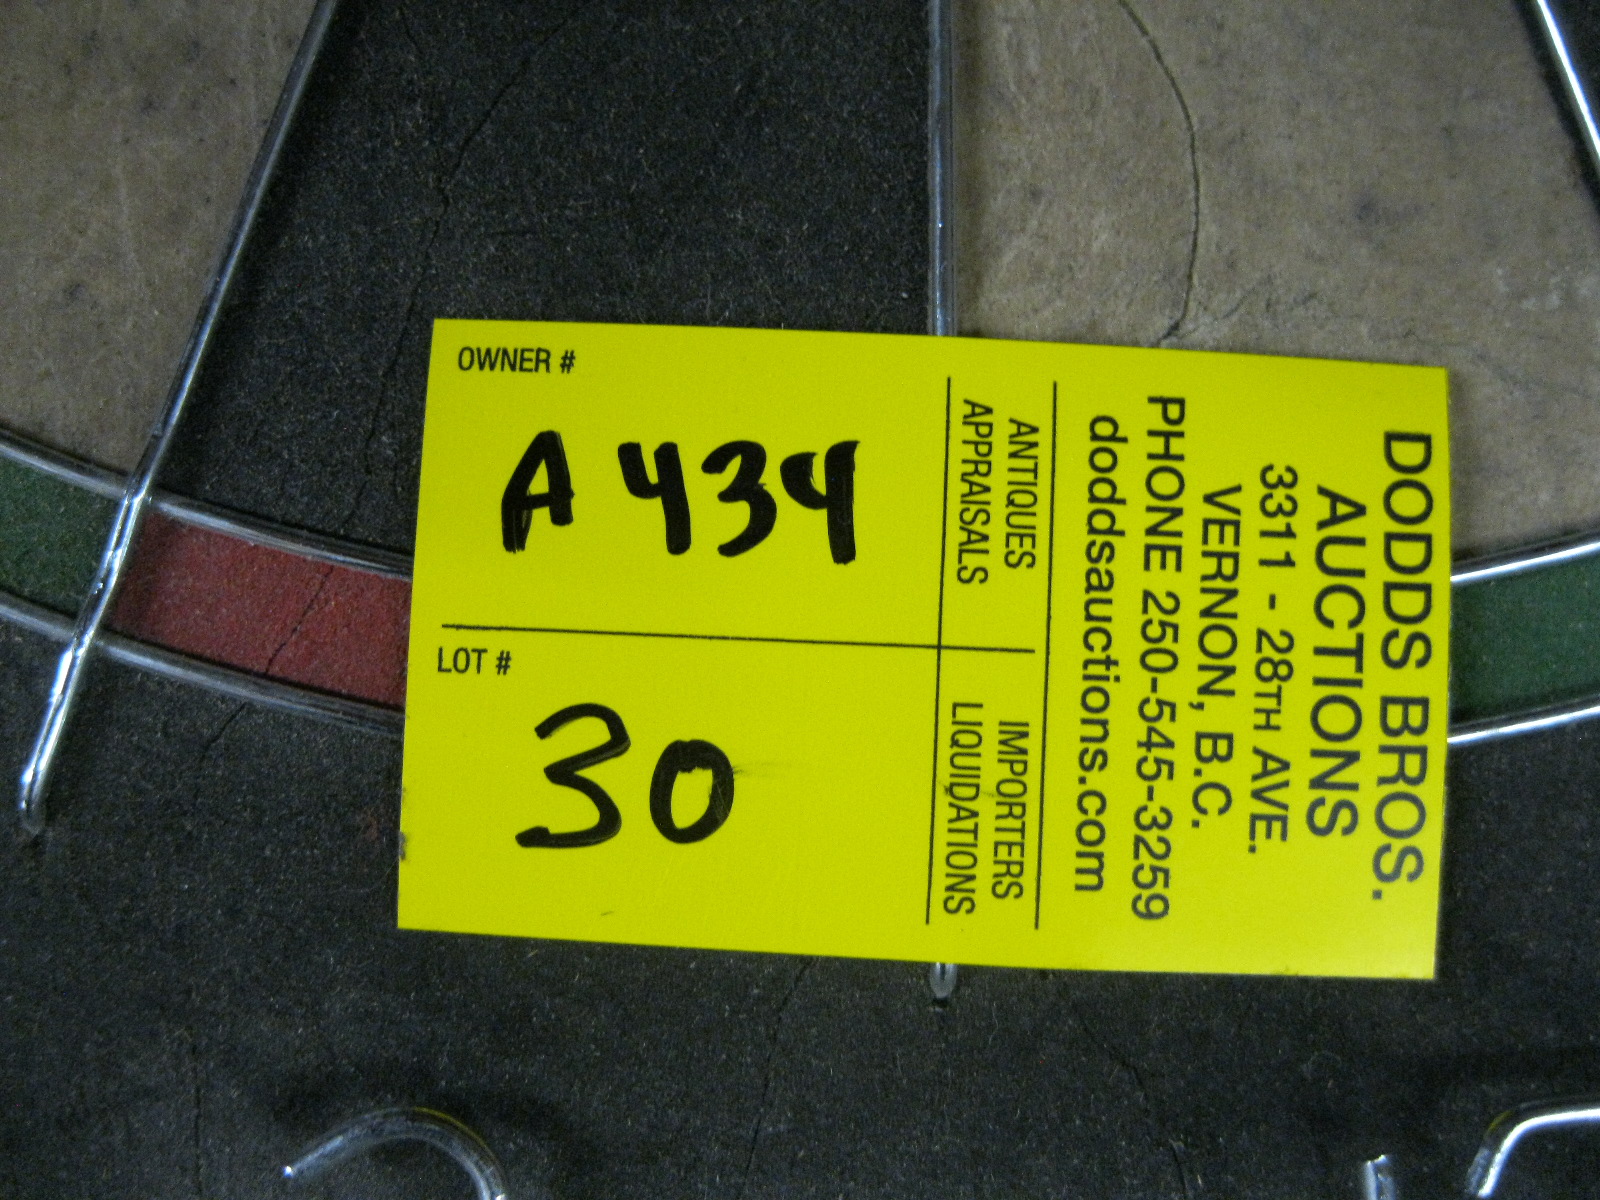 OWNER #
A 434
LOT #
30
DODDS BROS.
AUCTIONS
3311 - 28TH AVE.
VERNON, B.C.
PHONE 250-545-3259
doddsauctions.com
ANTIQUES
APPRAISALS
IMPORTERS
LIQUIDATIONS